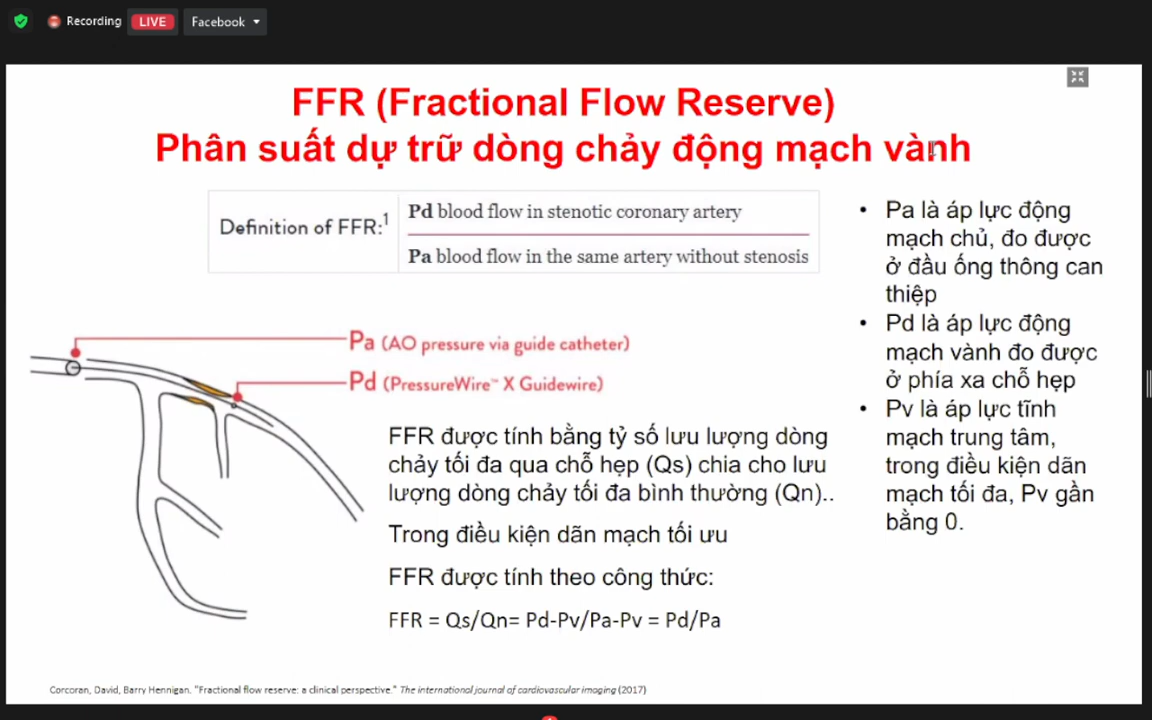 Recording LIVE Facebook
FFR (Fractional Flow Reserve)
Phân suất dự trữ dòng chảy động mạch vành
Definition of FFR:1
Pd blood flow in stenotic coronary artery
Pa blood flow in the same artery without stenosis
Pa (AO pressure via guide catheter)
Pd (PressureWire™ X Guidewire)
FFR được tính bằng tỷ số lưu lượng dòng
chảy tối đa qua chỗ hẹp (Qs) chia cho lưu
lượng dòng chảy tối đa bình thường (Qn)..
Trong điều kiện dãn mạch tối ưu
FFR được tính theo công thức:
FFR = Qs/Qn= Pd-Pv/Pa-Pv = Pd/Pa
• Pa là áp lực động
mạch chủ, đo được
ở đầu ống thông can
thiệp
• Pd là áp lực động
mạch vành đo được
ở phía xa chỗ hẹp
• Pv là áp lực tĩnh
mạch trung tâm,
trong điều kiện dãn
mạch tối đa, Pv gần
bằng 0.
Corcoran, David, Barry Hennigan. "Fractional flow reserve: a clinical perspective." The international journal of cardiovascular imaging (2017)